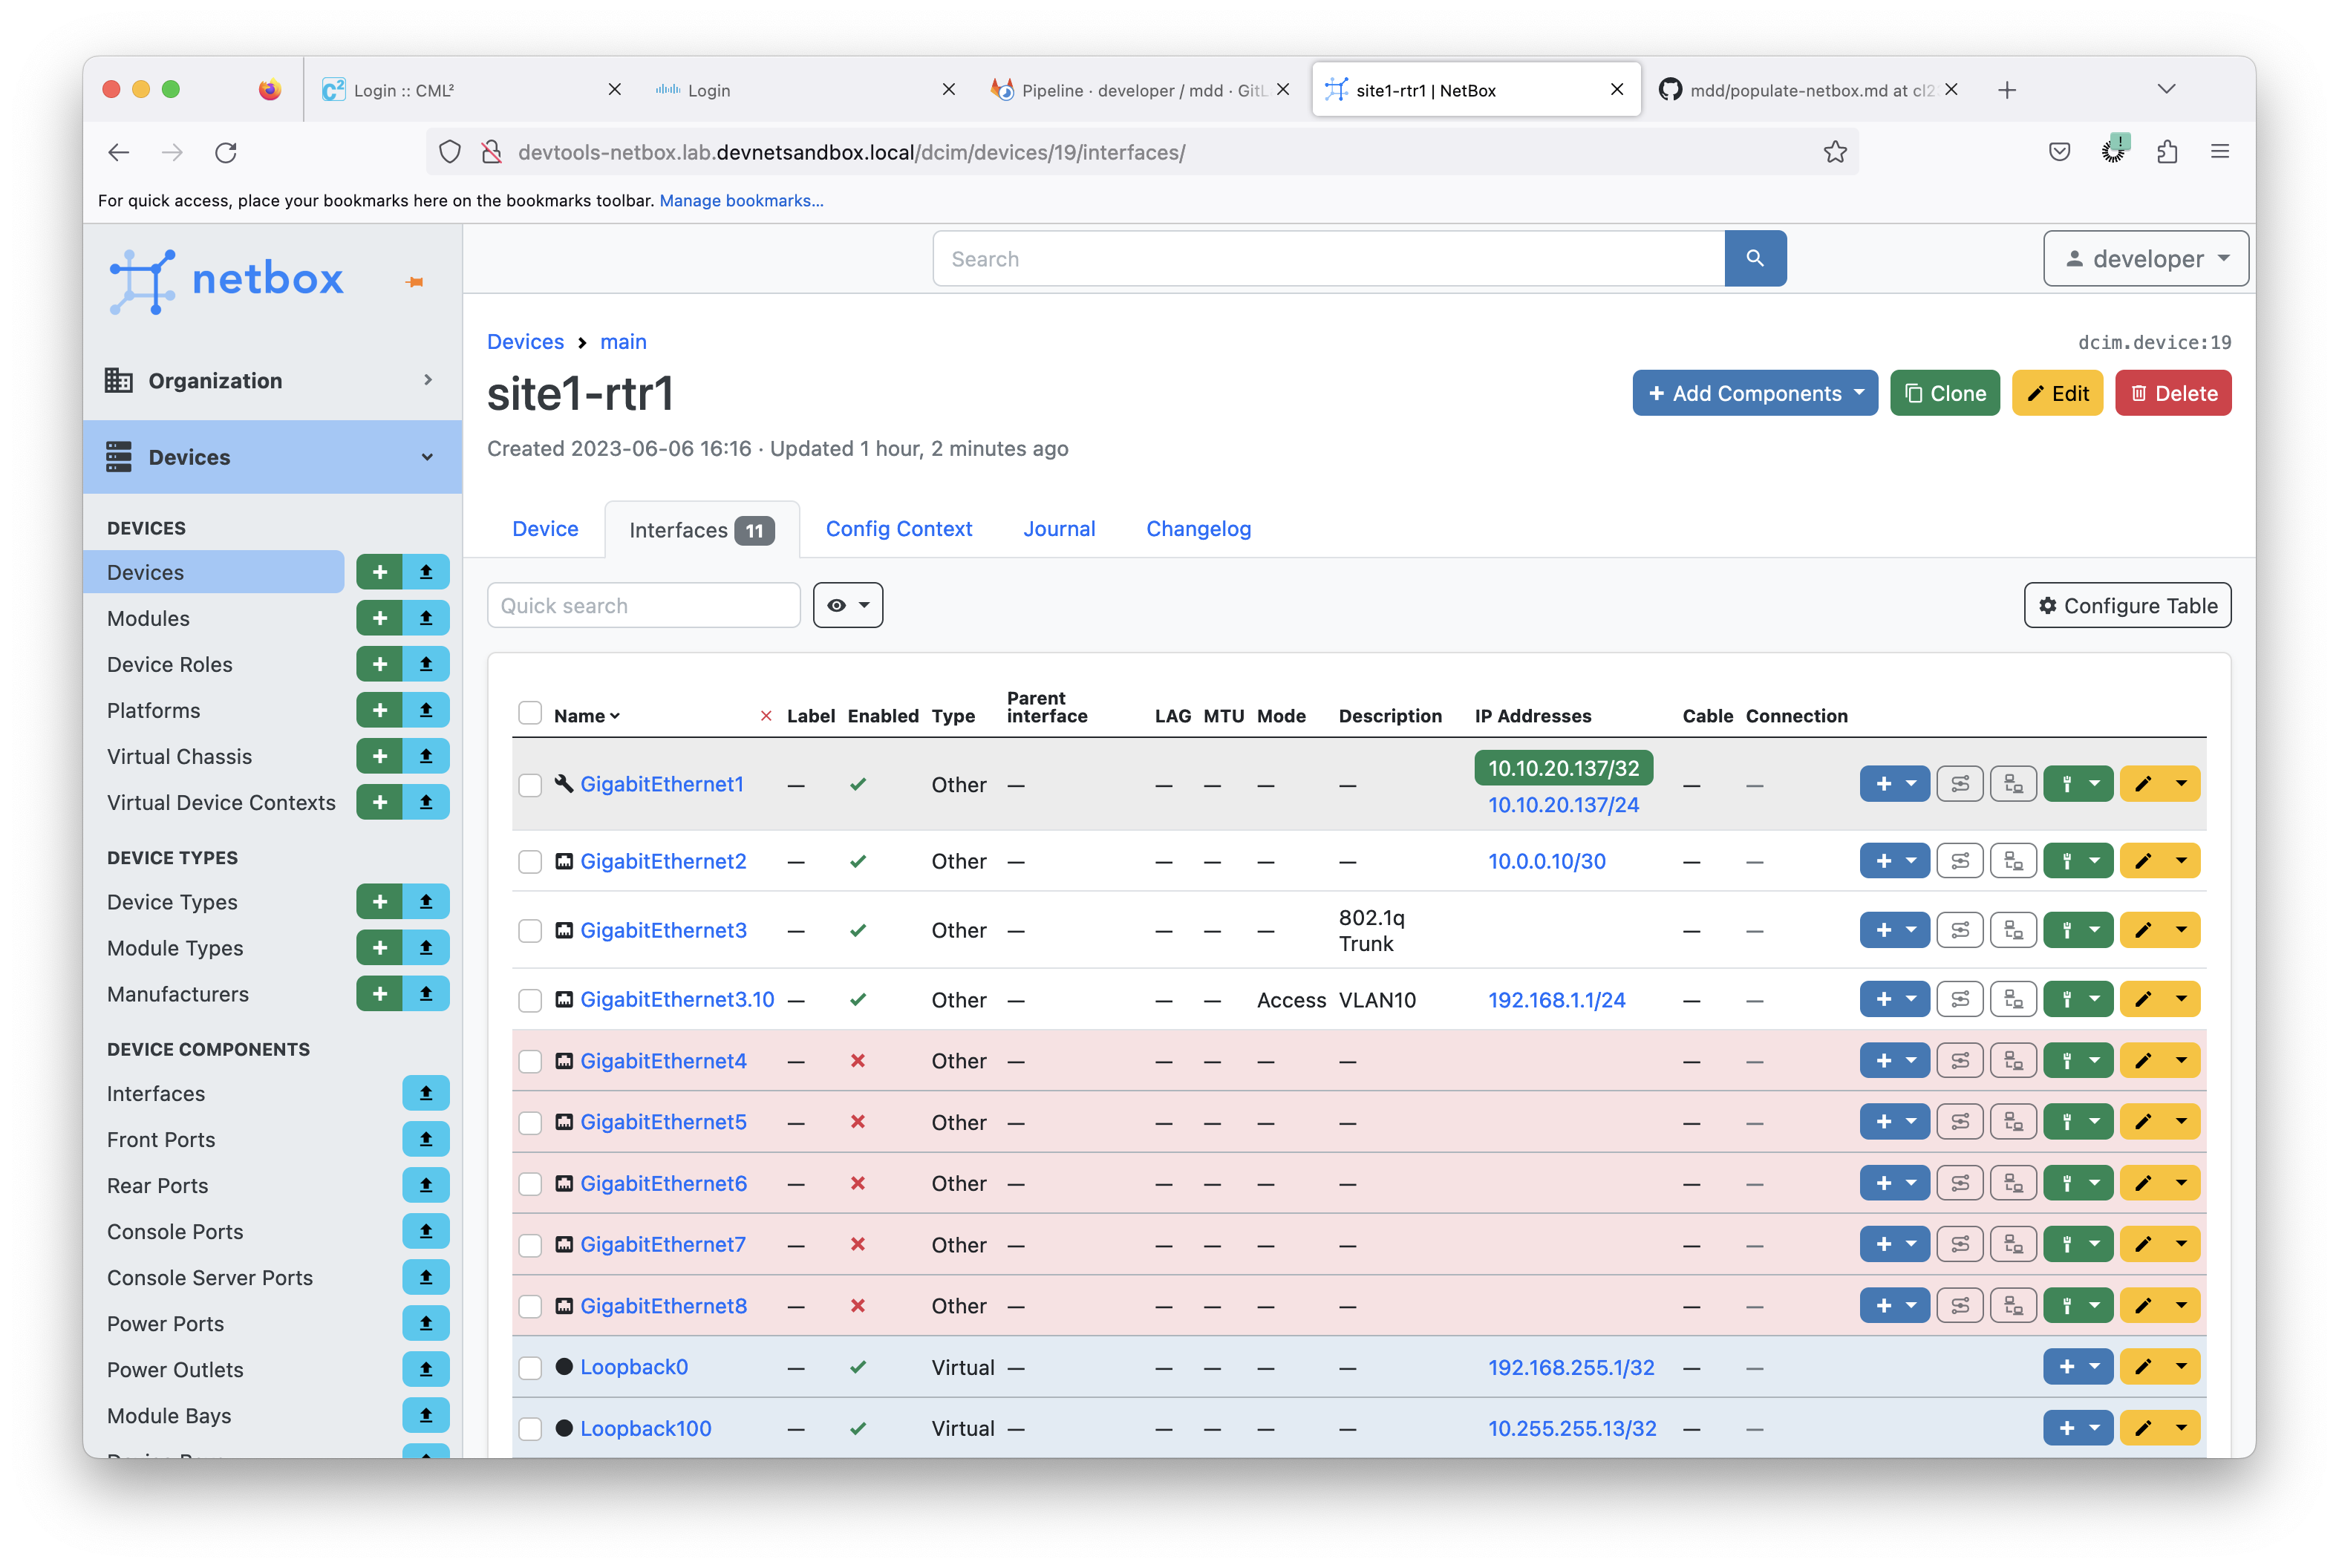 Login :: CML²
Login
Pipeline · developer / mdd · GitL
site1-rtr1 | NetBox
mdd/populate-netbox.md at cl2
devtools-netbox.lab.devnetsandbox.local/dcim/devices/19/interfaces/
For quick access, place your bookmarks here on the bookmarks toolbar. Manage bookmarks...
netbox
Search
developer
Organization
Devices
DEVICES
Devices
Modules
Device Roles
Platforms
Virtual Chassis
Virtual Device Contexts
DEVICE TYPES
Device Types
Module Types
Manufacturers
DEVICE COMPONENTS
Interfaces
Front Ports
Rear Ports
Console Ports
Console Server Ports
Power Ports
Power Outlets
Module Bays
Devices > main
dcim.device:19
site1-rtr1
+ Add Components
Clone
Edit
Delete
Created 2023-06-06 16:16 · Updated 1 hour, 2 minutes ago
Device
Interfaces 11
Config Context
Journal
Changelog
Quick search
Configure Table
Name Label Enabled Type Parent interface LAG MTU Mode Description IP Addresses Cable Connection
GigabitEthernet1 — Other — — — — — 10.10.20.137/32 — —
10.10.20.137/24
GigabitEthernet2 — Other — — — — — 10.0.0.10/30 — —
GigabitEthernet3 — Other — — — — 802.1q Trunk — —
GigabitEthernet3.10 — Other — — — Access VLAN10 192.168.1.1/24 — —
GigabitEthernet4 — Other — — — — — — —
GigabitEthernet5 — Other — — — — — — —
GigabitEthernet6 — Other — — — — — — —
GigabitEthernet7 — Other — — — — — — —
GigabitEthernet8 — Other — — — — — — —
Loopback0 — Virtual — — — — — 192.168.255.1/32 — —
Loopback100 — Virtual — — — — — 10.255.255.13/32 — —